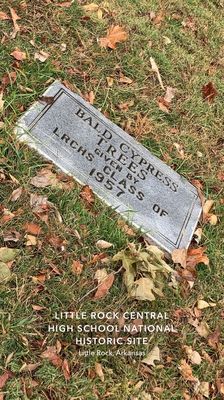 BALD CYPRESS
TREES
GIVEN BY
LRCHS CLASS OF
1957
LITTLE ROCK CENTRAL
HIGH SCHOOL NATIONAL
HISTORIC SITE
Little Rock, Arkansas